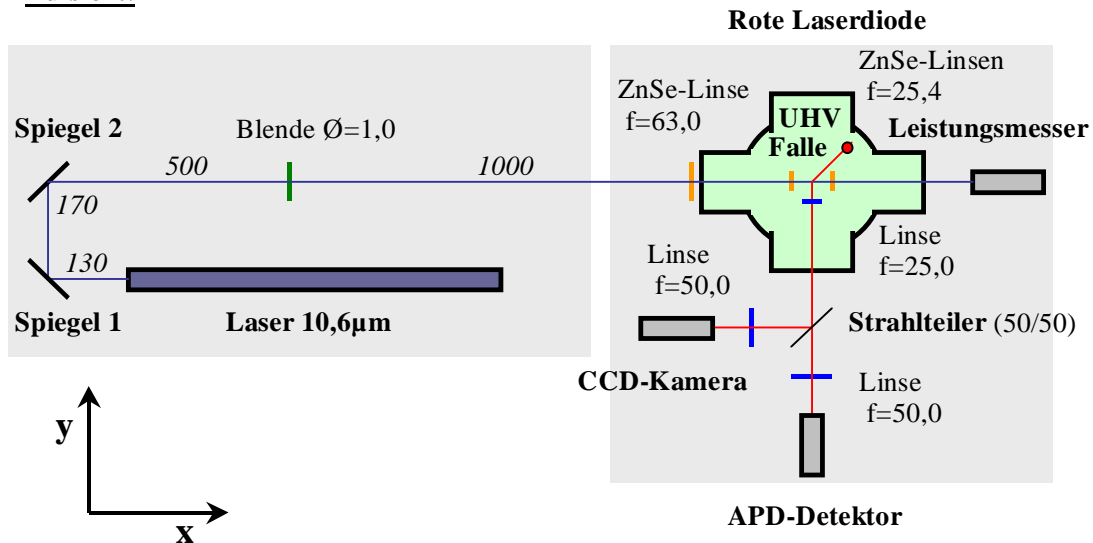 Rote Laserdiode
ZnSe-Linsen
f=25,4
ZnSe-Linse
f=63,0
UHV
Falle
Leistungsmesser
Spiegel 2
Blende Ø=1,0
500
1000
170
130
Linse
f=25,0
Linse
f=50,0
Spiegel 1
Laser 10,6µm
Strahlteiler (50/50)
CCD-Kamera
Linse
f=50,0
y
x
APD-Detektor